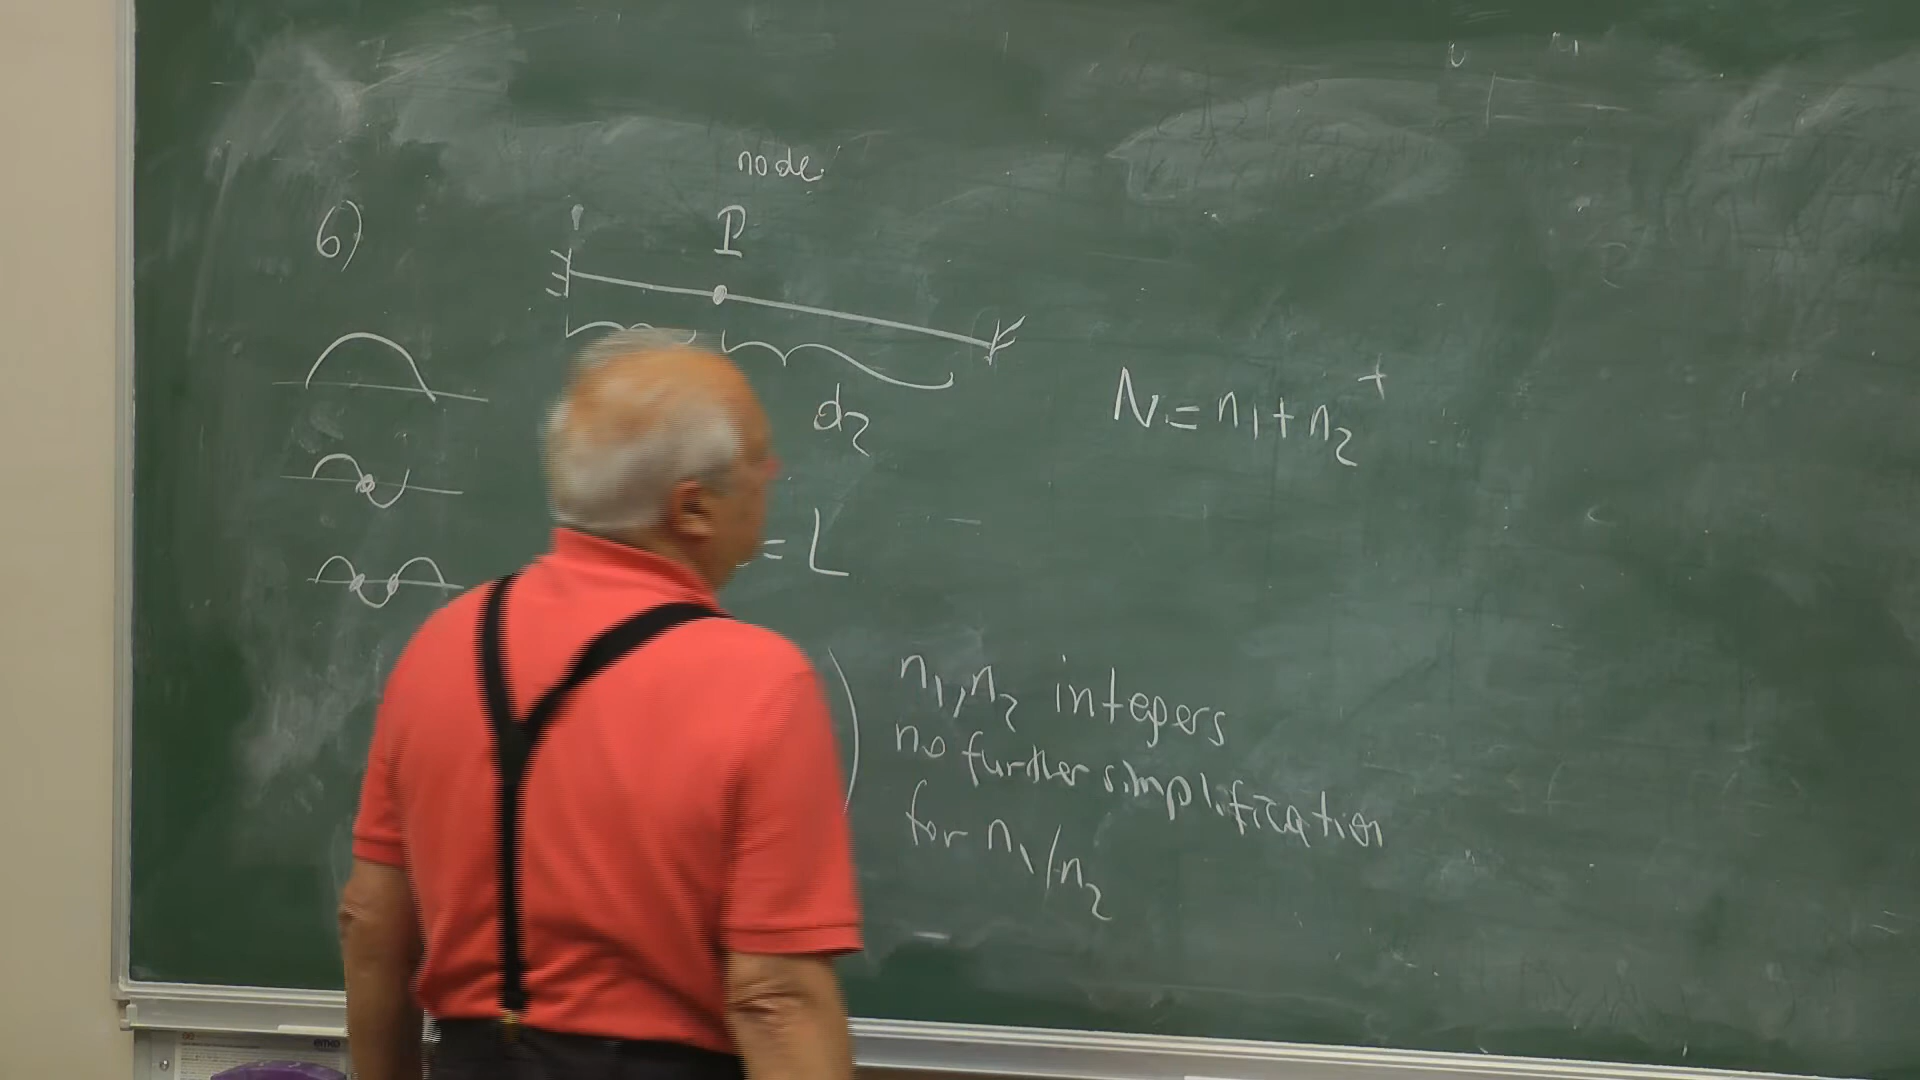 node
6)
P
d2
N = n1 + n2 +
= L
n1, n2 integers
no further simplification
for n1/n2